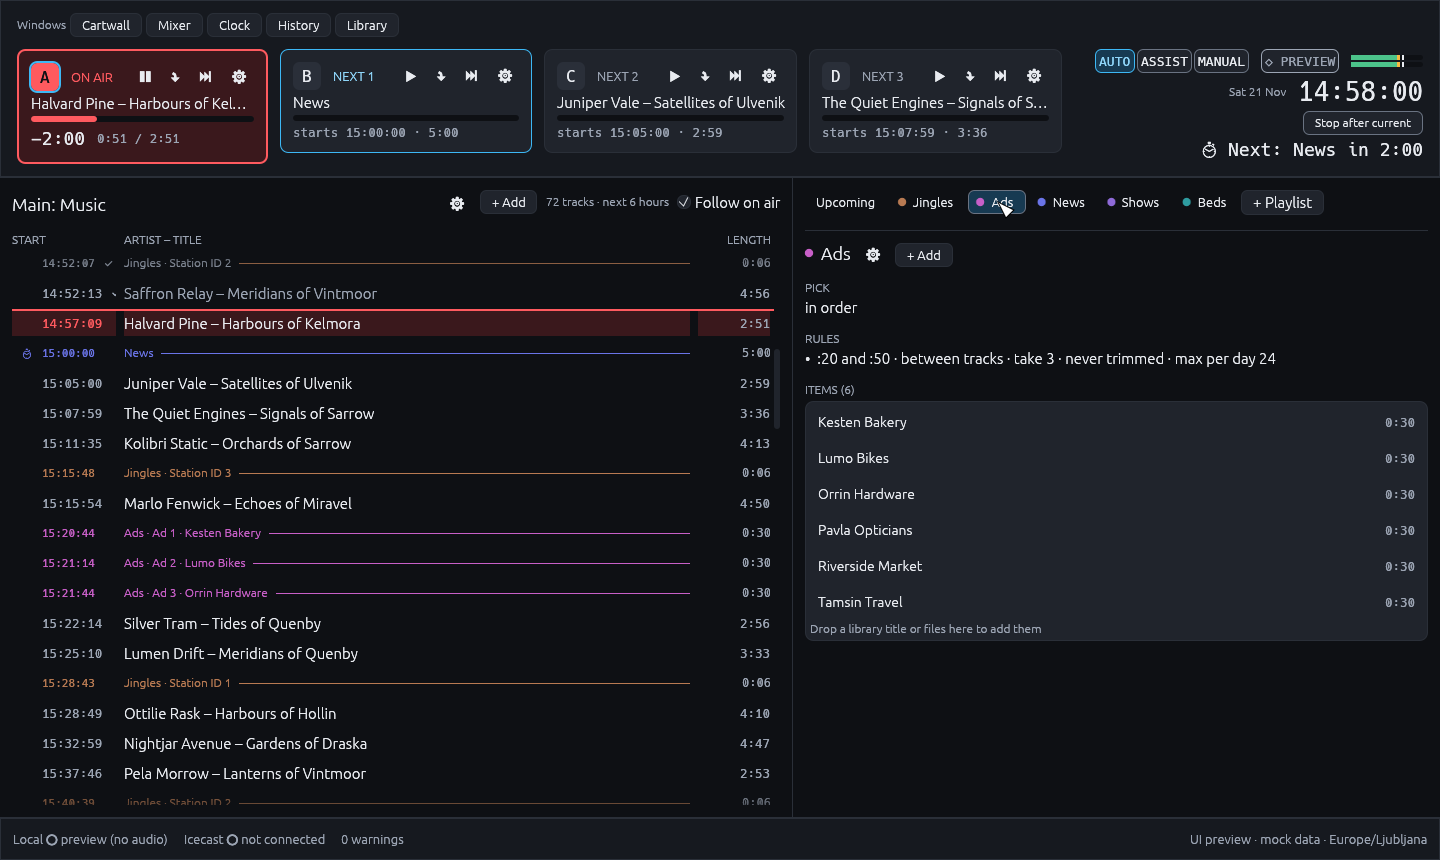 Windows Cartwall Mixer Clock History Library
A ON AIR
Halvard Pine – Harbours of Kel...
−2:00 0:51 / 2:51
B NEXT 1
News
starts 15:00:00 · 5:00
C NEXT 2
Juniper Vale – Satellites of Ulvenik
starts 15:05:00 · 2:59
D NEXT 3
The Quiet Engines – Signals of S...
starts 15:07:59 · 3:36
AUTO ASSIST MANUAL ◇ PREVIEW
Sat 21 Nov 14:58:00
Stop after current
Next: News in 2:00
Main: Music + Add 72 tracks · next 6 hours Follow on air
START ARTIST – TITLE LENGTH
14:52:07 ✓ Jingles · Station ID 2 0:06
14:52:13 Saffron Relay – Meridians of Vintmoor 4:56
14:57:09 Halvard Pine – Harbours of Kelmora 2:51
15:00:00 News 5:00
15:05:00 Juniper Vale – Satellites of Ulvenik 2:59
15:07:59 The Quiet Engines – Signals of Sarrow 3:36
15:11:35 Kolibri Static – Orchards of Sarrow 4:13
15:15:48 Jingles · Station ID 3 0:06
15:15:54 Marlo Fenwick – Echoes of Miravel 4:50
15:20:44 Ads · Ad 1 · Kesten Bakery 0:30
15:21:14 Ads · Ad 2 · Lumo Bikes 0:30
15:21:44 Ads · Ad 3 · Orrin Hardware 0:30
15:22:14 Silver Tram – Tides of Quenby 2:56
15:25:10 Lumen Drift – Meridians of Quenby 3:33
15:28:43 Jingles · Station ID 1 0:06
15:28:49 Ottilie Rask – Harbours of Hollin 4:10
15:32:59 Nightjar Avenue – Gardens of Draska 4:47
15:37:46 Pela Morrow – Lanterns of Vintmoor 2:53
15:40:39 Jingles · Station ID 2 0:06
Upcoming Jingles Ads News Shows Beds + Playlist
Ads + Add
PICK
in order
RULES
• :20 and :50 · between tracks · take 3 · never trimmed · max per day 24
ITEMS (6)
Kesten Bakery 0:30
Lumo Bikes 0:30
Orrin Hardware 0:30
Pavla Opticians 0:30
Riverside Market 0:30
Tamsin Travel 0:30
Drop a library title or files here to add them
Local preview (no audio) Icecast not connected 0 warnings
UI preview · mock data · Europe/Ljubljana